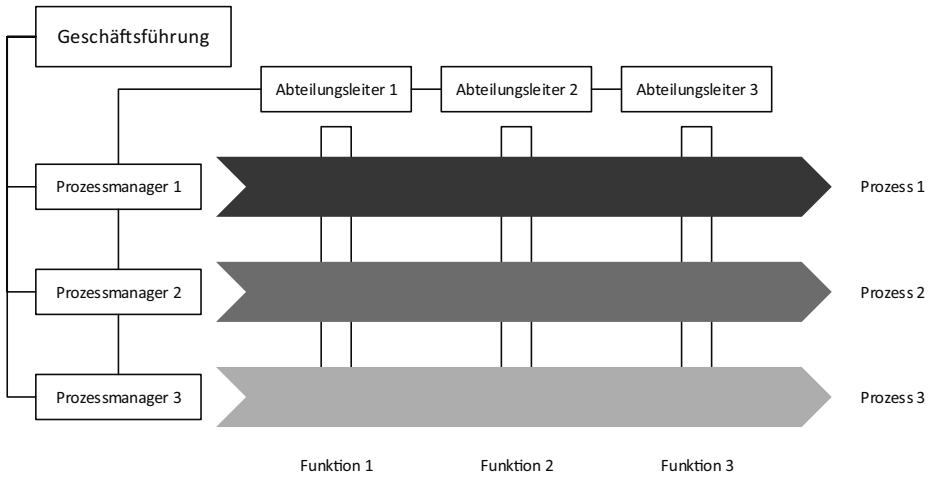 Geschäftsführung
Abteilungsleiter 1
Abteilungsleiter 2
Abteilungsleiter 3
Prozessmanager 1
Prozess 1
Prozessmanager 2
Prozess 2
Prozessmanager 3
Prozess 3
Funktion 1
Funktion 2
Funktion 3